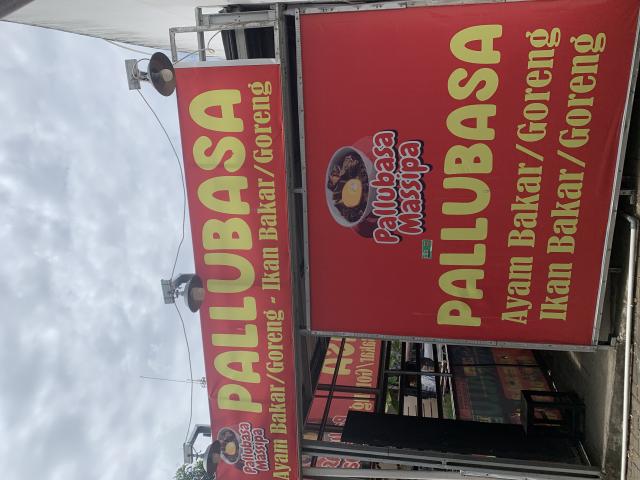 PALLUBASA
Ayam Bakar/Goreng - Ikan Bakar/Goreng
Pallubasa
Massipa
Pallubasa
Massipa
PALLUBASA
Ayam Bakar/Goreng
Ikan Bakar/Goreng